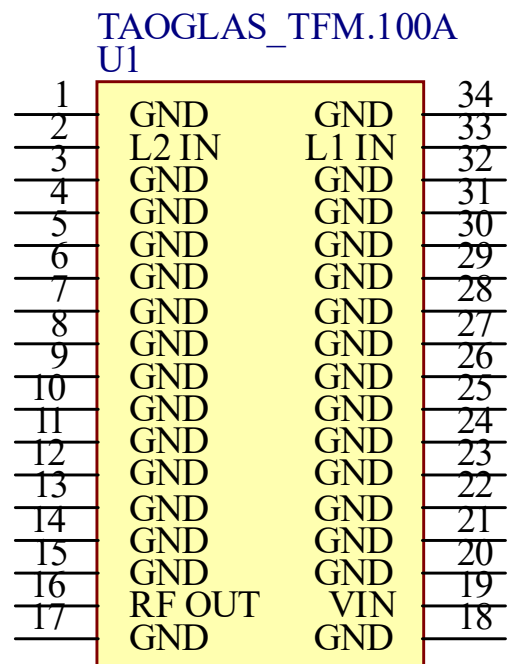 TAOGLAS_TFM.100A
U1
1 GND GND 34
2 L2 IN L1 IN 33
3 GND GND 32
4 GND GND 31
5 GND GND 30
6 GND GND 29
7 GND GND 28
8 GND GND 27
9 GND GND 26
10 GND GND 25
11 GND GND 24
12 GND GND 23
13 GND GND 22
14 GND GND 21
15 GND GND 20
16 RF OUT VIN 19
17 GND GND 18